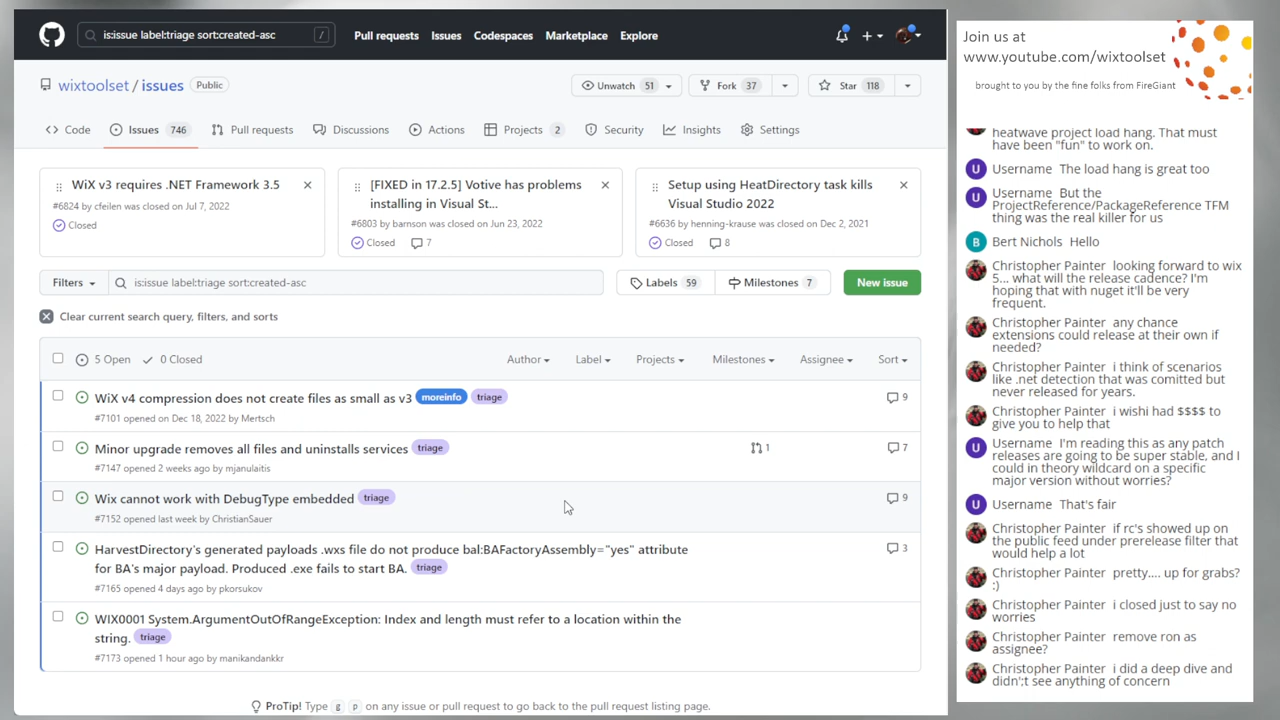 is:issue label:triage sort:created-asc
/
Pull requests Issues Codespaces Marketplace Explore
wixtoolset / issues Public
Unwatch 51
Fork 37
Star 118
Code
Issues 746
Pull requests
Discussions
Actions
Projects 2
Security
Insights
Settings
WiX v3 requires .NET Framework 3.5
#6824 by cfeilen was closed on Jul 7, 2022
Closed
[FIXED in 17.2.5] Votive has problems
installing in Visual St...
#6803 by barnson was closed on Jun 23, 2022
Closed 7
Setup using HeatDirectory task kills
Visual Studio 2022
#6636 by henning-krause was closed on Dec 2, 2021
Closed 8
Filters
is:issue label:triage sort:created-asc
Labels 59
Milestones 7
New issue
Clear current search query, filters, and sorts
5 Open 0 Closed
Author Label Projects Milestones Assignee Sort
WiX v4 compression does not create files as small as v3 moreinfo triage
9
#7101 opened on Dec 18, 2022 by Mertsch
Minor upgrade removes all files and uninstalls services triage
1 7
#7147 opened 2 weeks ago by mjanulaitis
Wix cannot work with DebugType embedded triage
9
#7152 opened last week by ChristianSauer
HarvestDirectory's generated payloads .wxs file do not produce bal:BAFactoryAssembly="yes" attribute
for BA's major payload. Produced .exe fails to start BA. triage
3
#7165 opened 4 days ago by pkorsukov
WIX0001 System.ArgumentOutOfRangeException: Index and length must refer to a location within the
string. triage
#7173 opened 1 hour ago by manikandankkr
ProTip! Type g p on any issue or pull request to go back to the pull request listing page.
Join us at
www.youtube.com/wixtoolset
brought to you by the fine folks from FireGiant
heatwave project load hang. That must
have been "fun" to work on.
U Username The load hang is great too
U Username But the
ProjectReference/PackageReference TFM
thing was the real killer for us
B Bert Nichols Hello
Christopher Painter looking forward to wix
5... what will the release cadence? I'm
hoping that with nuget it'll be very
frequent.
Christopher Painter any chance
extensions could release at their own if
needed?
Christopher Painter i think of scenarios
like .net detection that was comitted but
never released for years.
Christopher Painter i wishi had $$$$ to
give you to help that
U Username I'm reading this as any patch
releases are going to be super stable, and I
could in theory wildcard on a specific
major version without worries?
U Username That's fair
Christopher Painter if rc's showed up on
the public feed under prerelease filter that
would help a lot
Christopher Painter pretty.... up for grabs?
:)
Christopher Painter i closed just to say no
worries
Christopher Painter remove ron as
assignee?
Christopher Painter i did a deep dive and
didn';t see anything of concern